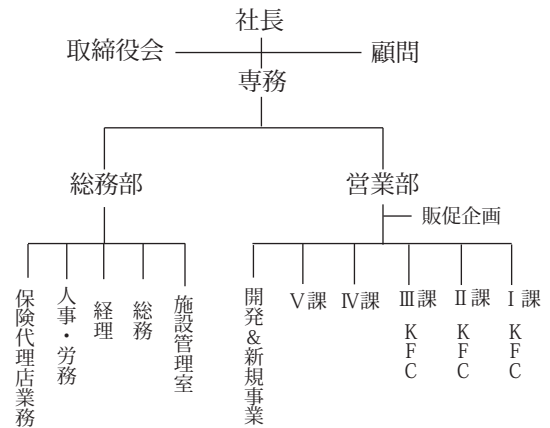 社長
取締役会
顧問
専務
総務部
営業部
販促企画
保険代理店業務
人事・労務
経理
総務
施設管理室
開発&新規事業
Ⅴ課
Ⅳ課
Ⅲ課
KFC
Ⅱ課
KFC
Ⅰ課
KFC